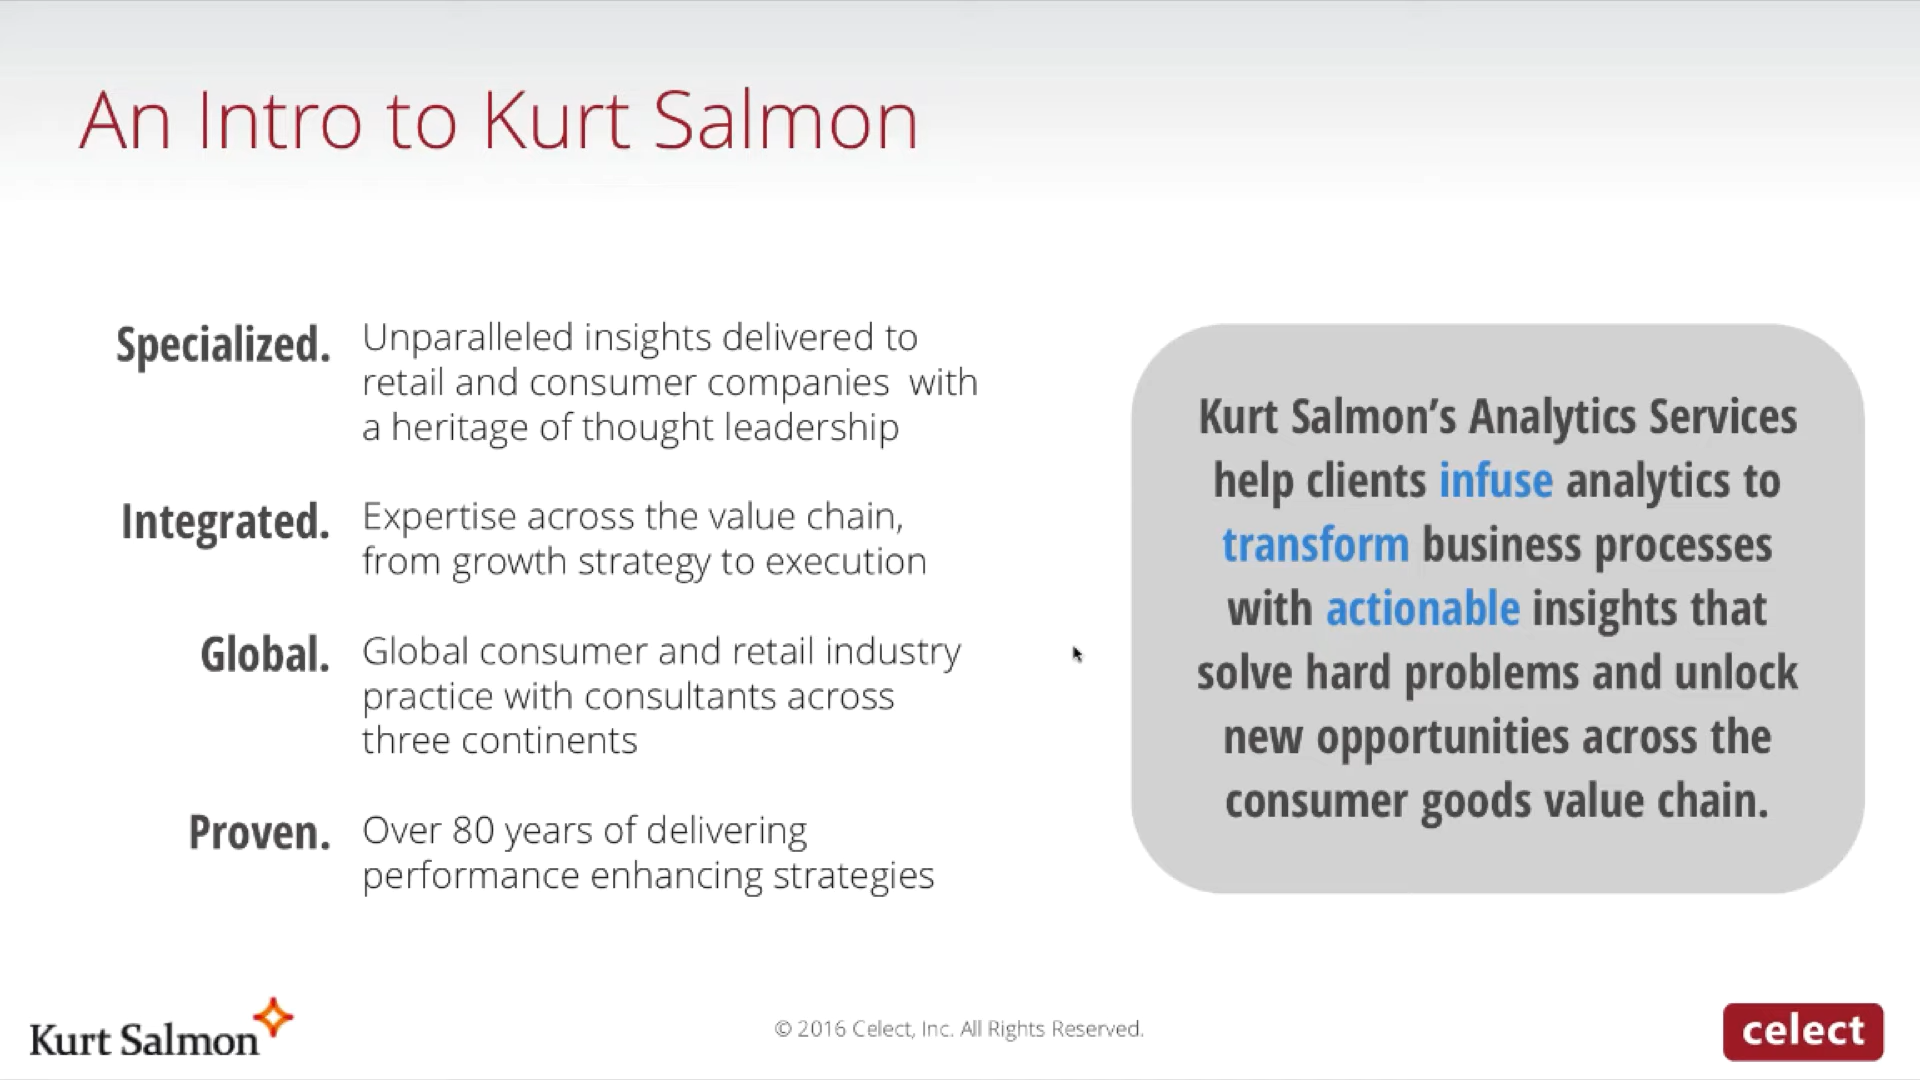 An Intro to Kurt Salmon
Specialized.
Unparalleled insights delivered to
retail and consumer companies with
a heritage of thought leadership
Integrated.
Expertise across the value chain,
from growth strategy to execution
Global.
Global consumer and retail industry
practice with consultants across
three continents
Proven.
Over 80 years of delivering
performance enhancing strategies
Kurt Salmon’s Analytics Services
help clients infuse analytics to
transform business processes
with actionable insights that
solve hard problems and unlock
new opportunities across the
consumer goods value chain.
Kurt Salmon
© 2016 Celect, Inc. All Rights Reserved.
celect